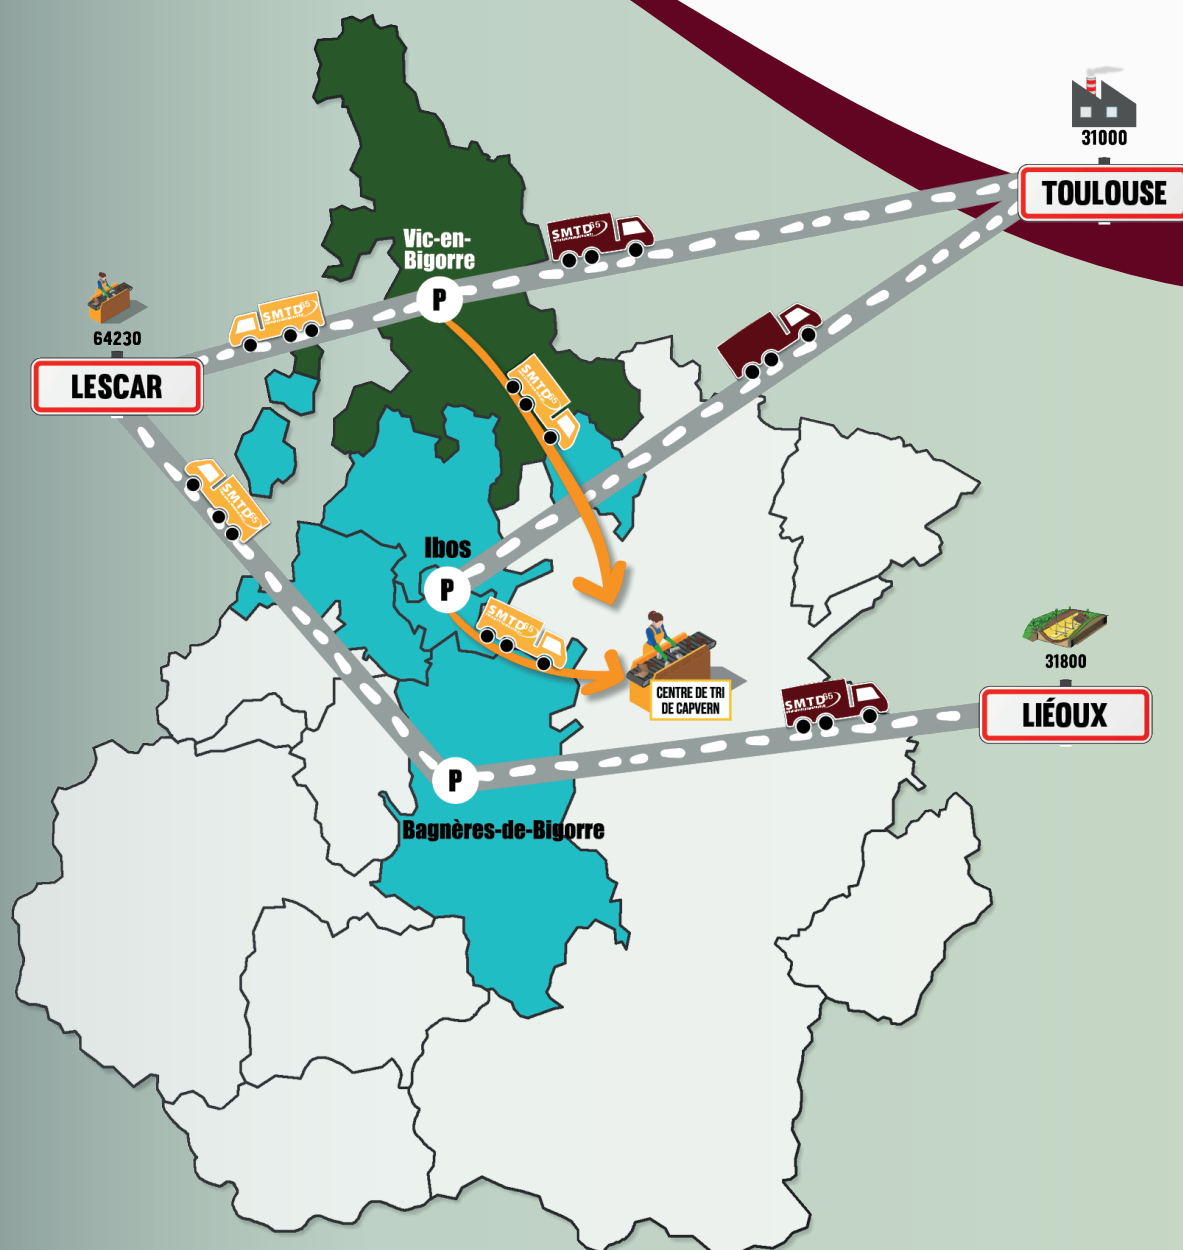 31000
TOULOUSE
SMTD65
Vic-en-
Bigorre
P
64230
SMTD65
LESCAR
SMTD65
SMTD65
Ibos
P
SMTD65
31800
CENTRE DE TRI
DE CAPVERN
SMTD65
LIÉOUX
P
Bagnères-de-Bigorre